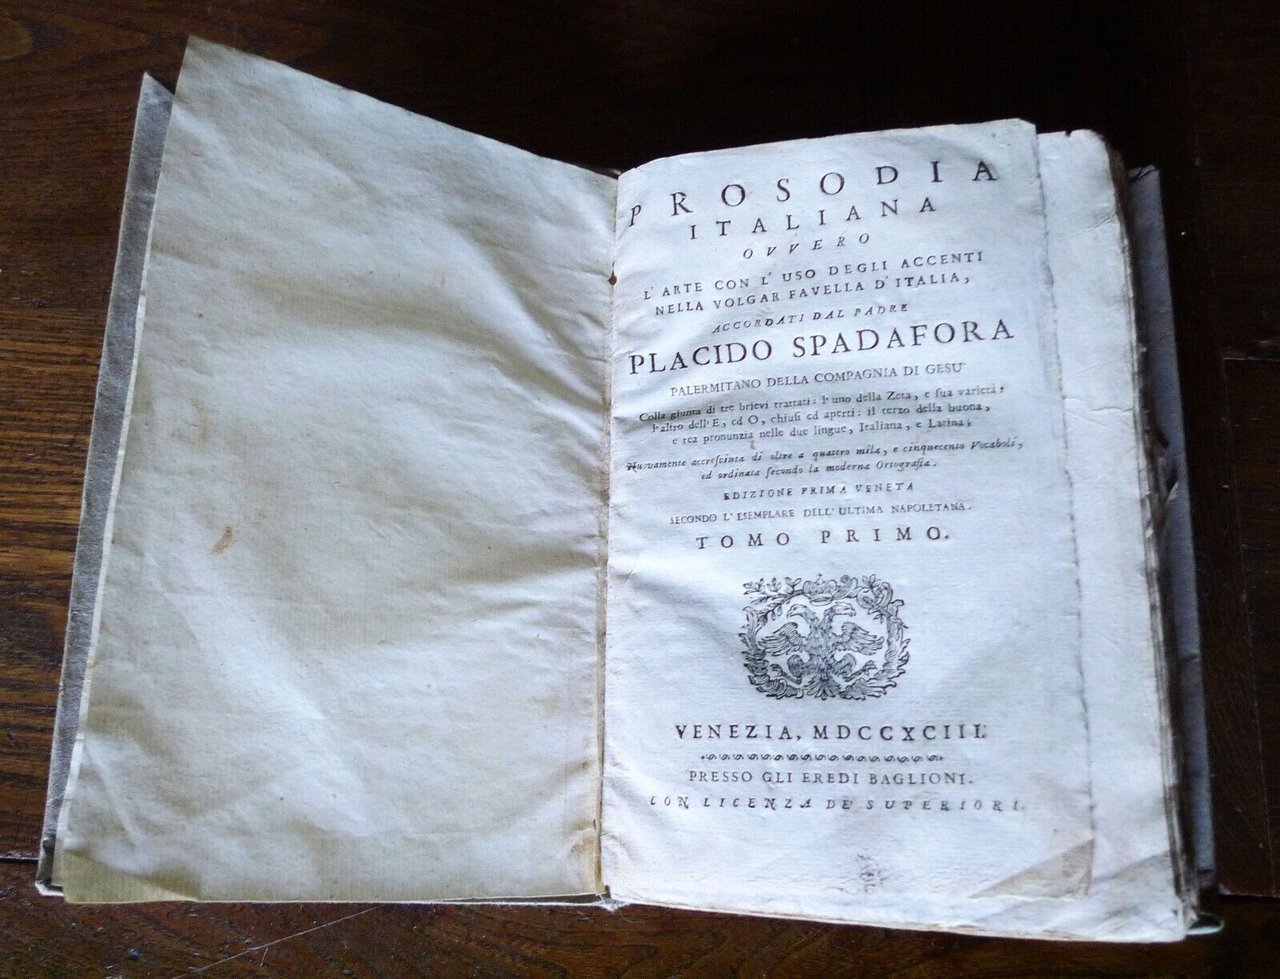 PROSODIA
ITALIANA
OVVERO
L'ARTE CON L'USO DEGLI ACCENTI
NELLA VOLGAR FAVELLA D'ITALIA,
ACCORDATI DAL PADRE
PLACIDO SPADAFORA
PALERMITANO DELLA COMPAGNIA DI GESU'
Colla giunta di tre brievi trattati: l'uno della Zeta, e sua varietà:
l'altro dell'E, ed O, chiusi ed aperti: il terzo della buona,
e rea pronunzia nelle due lingue, Italiana, e Latina;
Nuovamente accresciuta di oltre a quattro mila, e cinquecento Vocaboli,
ed ordinata secondo la moderna Ortografia.
EDIZIONE PRIMA VENETA
SECONDO L'ESEMPLARE DELL'ULTIMA NAPOLETANA.
TOMO PRIMO.
VENEZIA, MDCCXCIII.
PRESSO GLI EREDI BAGLIONI.
CON LICENZA DE' SUPERIORI.